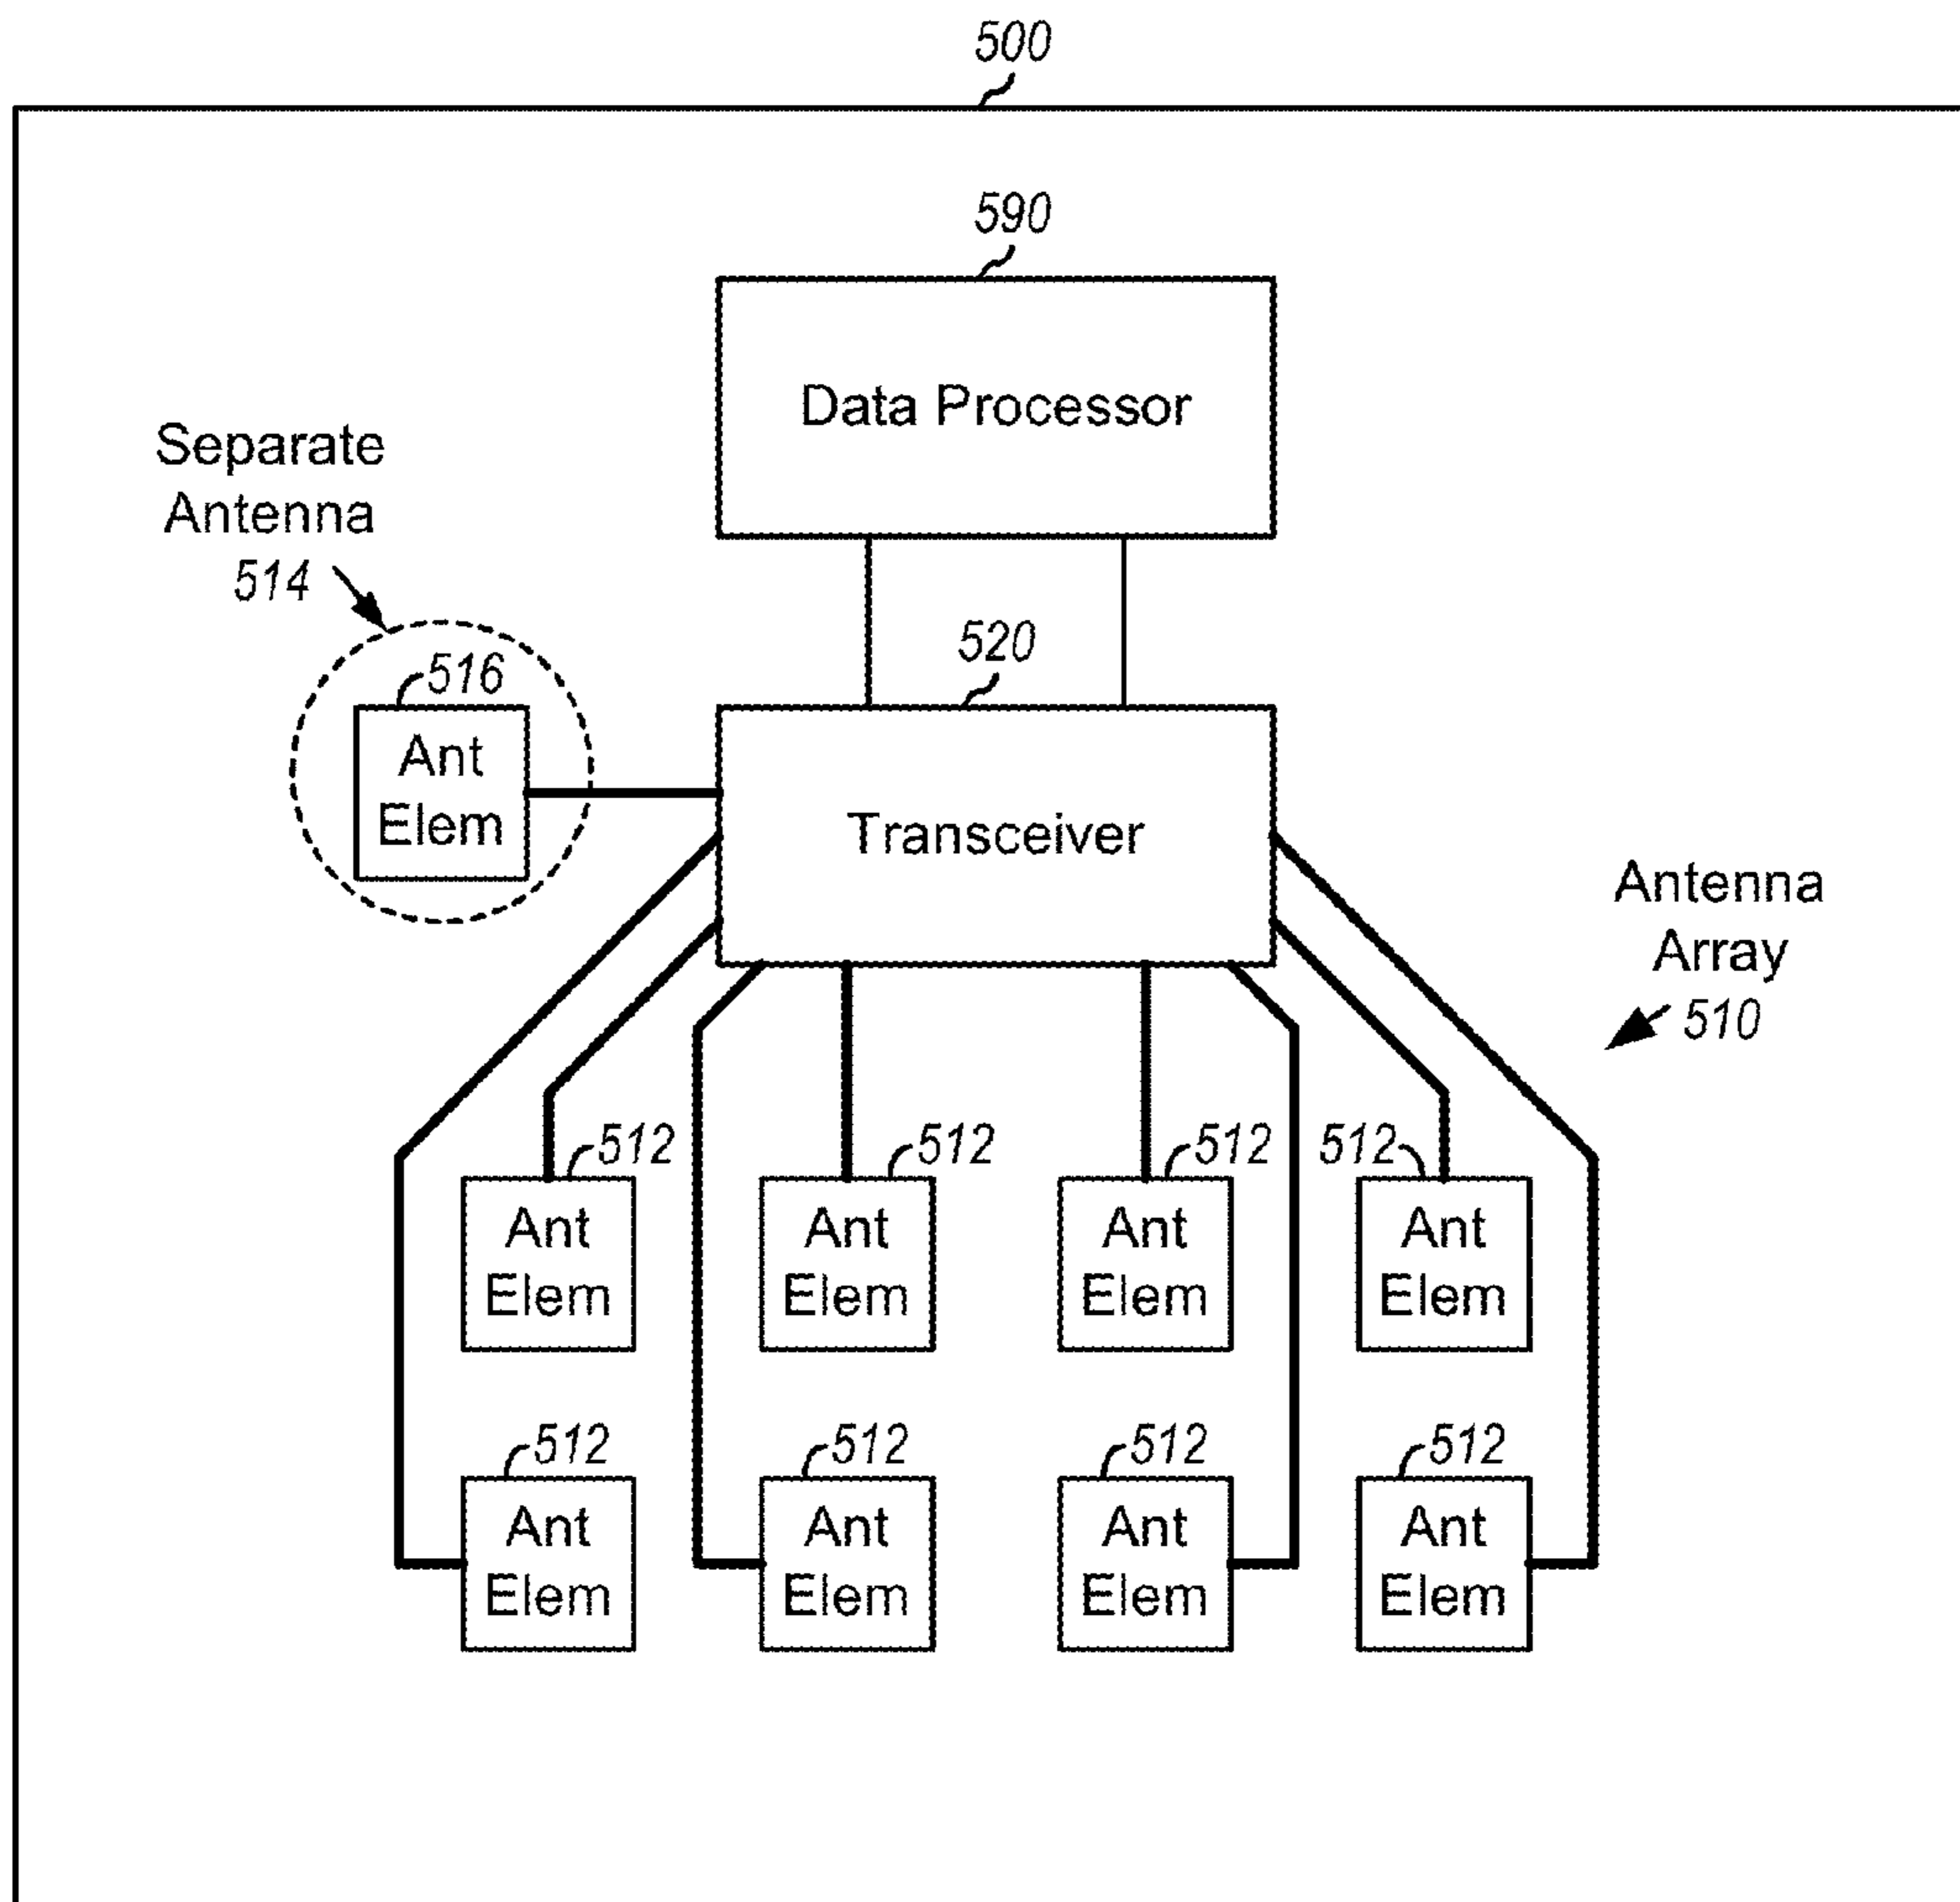 500
590
Data Processor
Separate
Antenna
514
516
Ant
Elem
520
Transceiver
Antenna
Array
510
512 512 512 512
Ant Ant Ant Ant
Elem Elem Elem Elem
512 512 512 512
Ant Ant Ant Ant
Elem Elem Elem Elem